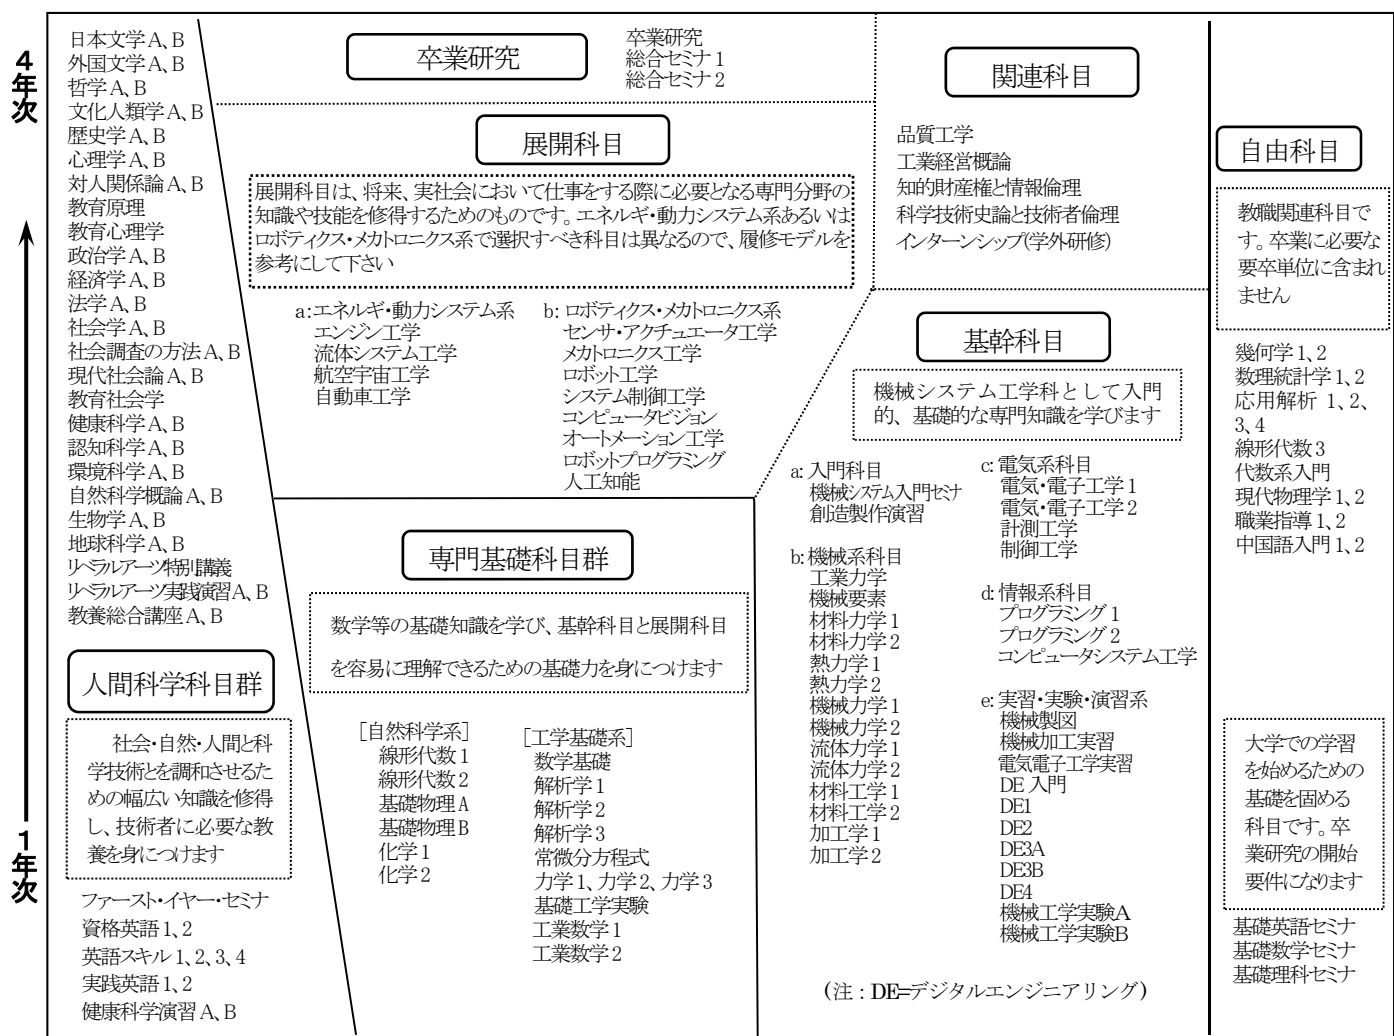 4年次
1年次
日本文学A、B
外国文学A、B
哲学A、B
文化人類学A、B
歴史学A、B
心理学A、B
対人関係論A、B
教育原理
教育心理学
政治学A、B
経済学A、B
法学A、B
社会学A、B
社会調査の方法A、B
現代社会論A、B
教育社会学
健康科学A、B
認知科学A、B
環境科学A、B
自然科学概論A、B
生物学A、B
地球科学A、B
リベラルアーツ特別講義
リベラルアーツ実践演習A、B
教養総合講座A、B
人間科学科目群
社会・自然・人間と科
学技術とを調和させるた
めの幅広い知識を修得
し、技術者に必要な教
養を身につけます
ファースト・イヤー・セミナ
資格英語1、2
英語スキル1、2、3、4
実践英語1、2
健康科学演習A、B
卒業研究
卒業研究
総合セミナ1
総合セミナ2
展開科目
展開科目は、将来、実社会において仕事をする際に必要となる専門分野の
知識や技能を修得するためのものです。エネルギ・動力システム系あるいは
ロボティクス・メカトロニクス系で選択すべき科目は異なるので、履修モデルを
参考にして下さい
a:エネルギ・動力システム系
エンジン工学
流体システム工学
航空宇宙工学
自動車工学
b:ロボティクス・メカトロニクス系
センサ・アクチュエータ工学
メカトロニクス工学
ロボット工学
システム制御工学
コンピュータビジョン
オートメーション工学
ロボットプログラミング
人工知能
専門基礎科目群
数学等の基礎知識を学び、基幹科目と展開科目
を容易に理解できるための基礎力を身につけます
[自然科学系]
線形代数1
線形代数2
基礎物理A
基礎物理B
化学1
化学2
[工学基礎系]
数学基礎
解析学1
解析学2
解析学3
常微分方程式
力学1、力学2、力学3
基礎工学実験
工業数学1
工業数学2
関連科目
品質工学
工業経営概論
知的財産権と情報倫理
科学技術史論と技術者倫理
インターンシップ(学外研修)
基幹科目
機械システム工学科として入門
的、基礎的な専門知識を学びます
a:入門科目
機械システム入門セミナ
創造製作演習
b:機械系科目
工業力学
機械要素
材料力学1
材料力学2
熱力学1
熱力学2
機械力学1
機械力学2
流体力学1
流体力学2
材料工学1
材料工学2
加工学1
加工学2
c:電気系科目
電気・電子工学1
電気・電子工学2
計測工学
制御工学
d:情報系科目
プログラミング1
プログラミング2
コンピュータシステム工学
e:実習・実験・演習系
機械製図
機械加工実習
電気電子工学実習
DE入門
DE1
DE2
DE3A
DE3B
DE4
機械工学実験A
機械工学実験B
(注:DE=デジタルエンジニアリング)
自由科目
教職関連科目で
す。卒業に必要な
要卒単位に含まれ
ません
幾何学1、2
数理統計学1、2
応用解析 1、2、
3、4
線形代数3
代数系入門
現代物理学1、2
職業指導1、2
中国語入門1、2
大学での学習
を始めるための
基礎を固める
科目です。卒
業研究の開始
要件になります
基礎英語セミナ
基礎数学セミナ
基礎理科セミナ